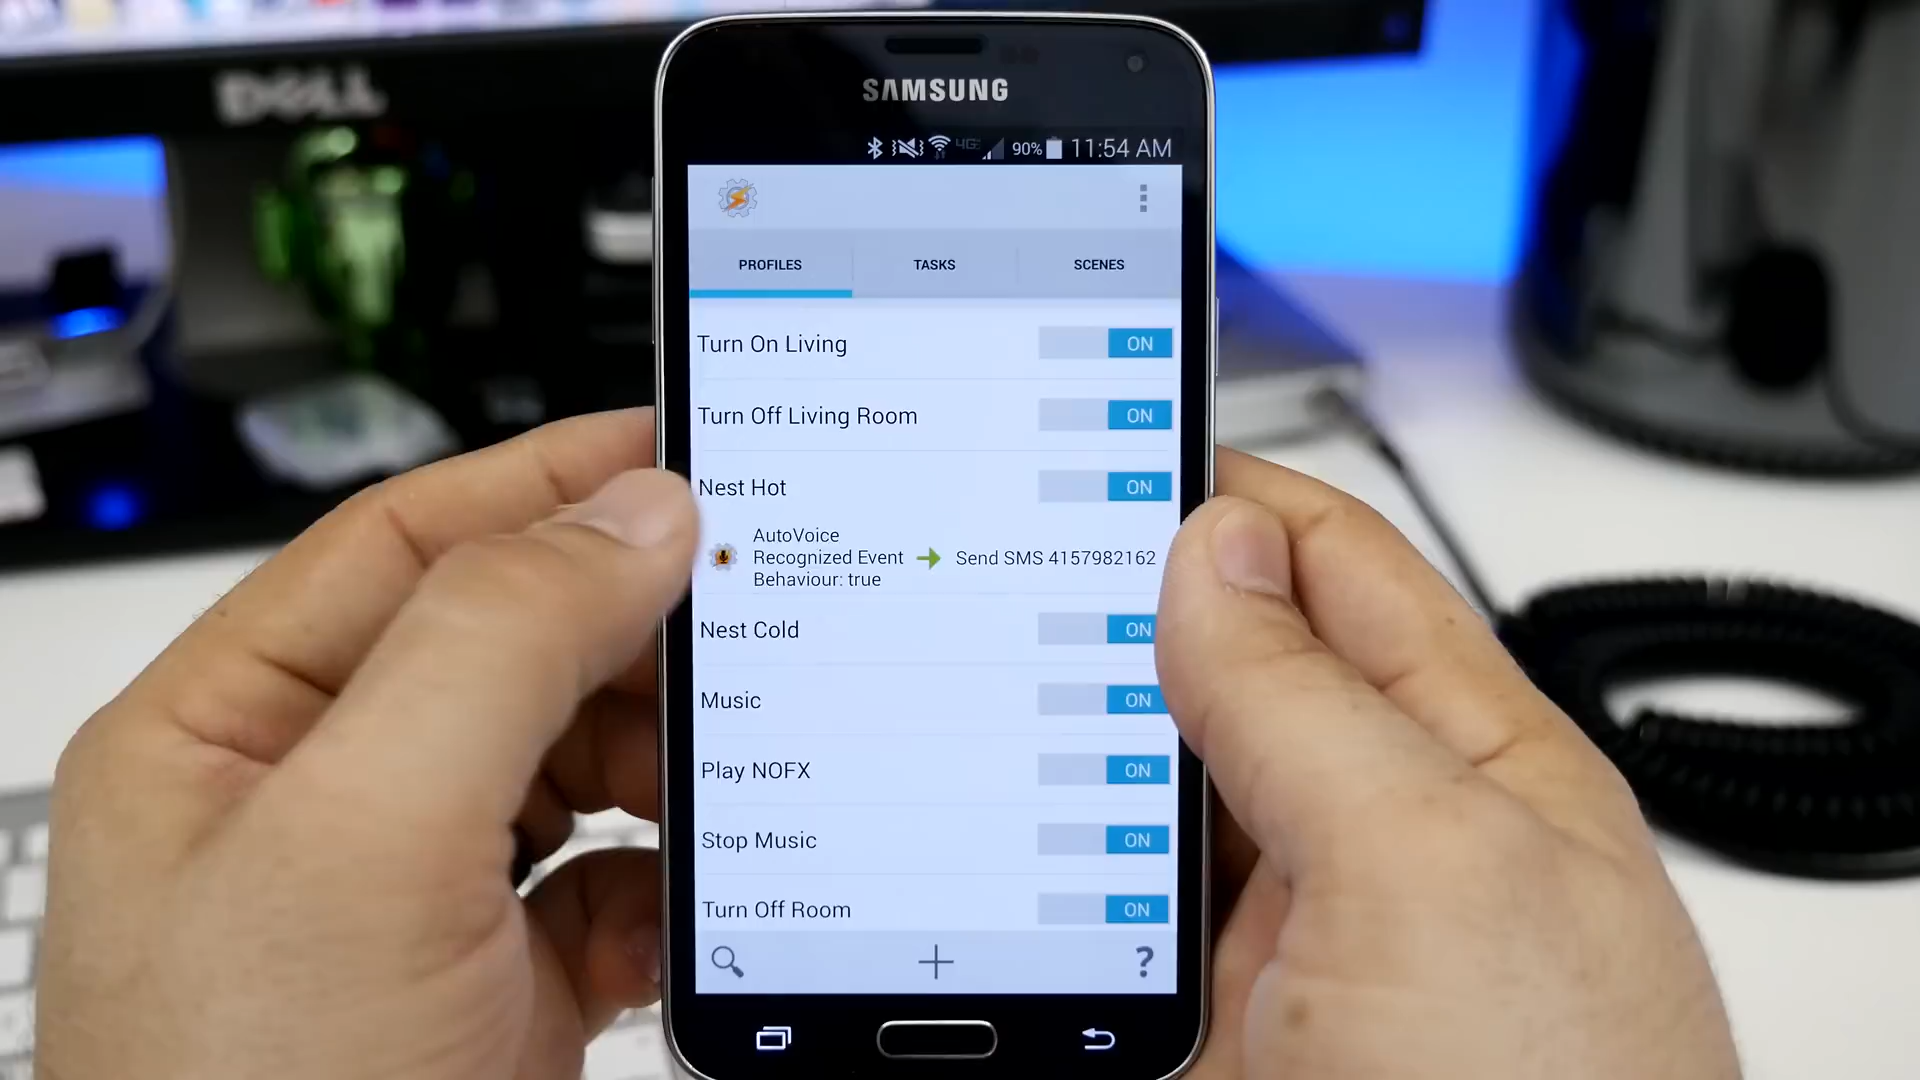 DELL
SAMSUNG
4G 90% 11:54 AM
PROFILES TASKS SCENES
Turn On Living ON
Turn Off Living Room ON
Nest Hot ON
AutoVoice
Recognized Event
Behaviour: true
Send SMS 4157982162
Nest Cold ON
Music ON
Play NOFX ON
Stop Music ON
Turn Off Room ON
?